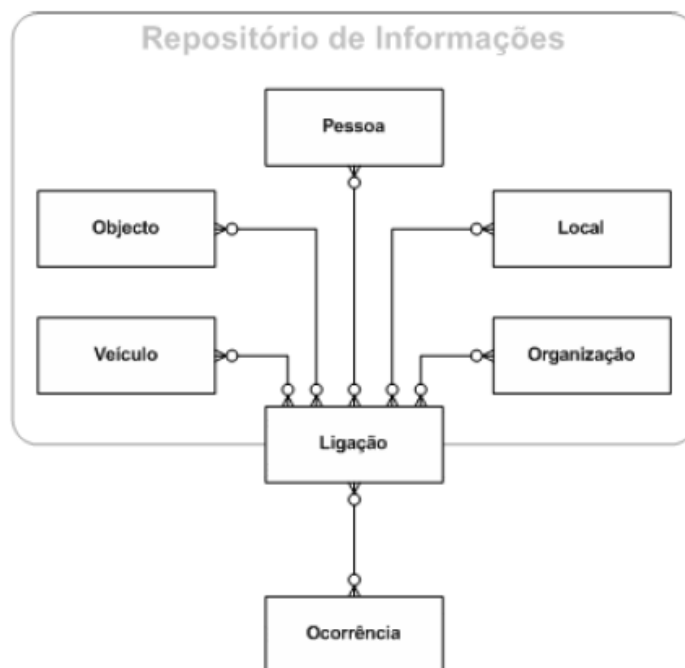 Repositório de Informações
Pessoa
Objecto
Local
Veículo
Organização
Ligação
Ocorrência